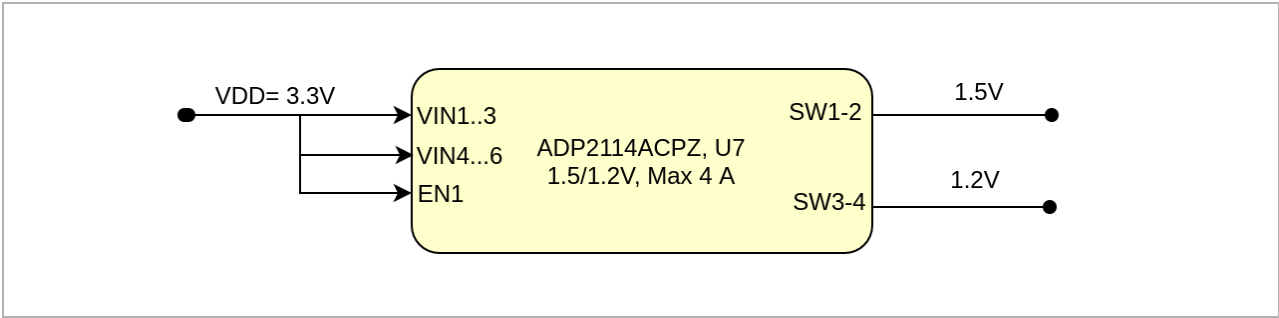 VDD= 3.3V
VIN1..3
VIN4...6
EN1
ADP2114ACPZ, U7
1.5/1.2V, Max 4 A
SW1-2
SW3-4
1.5V
1.2V